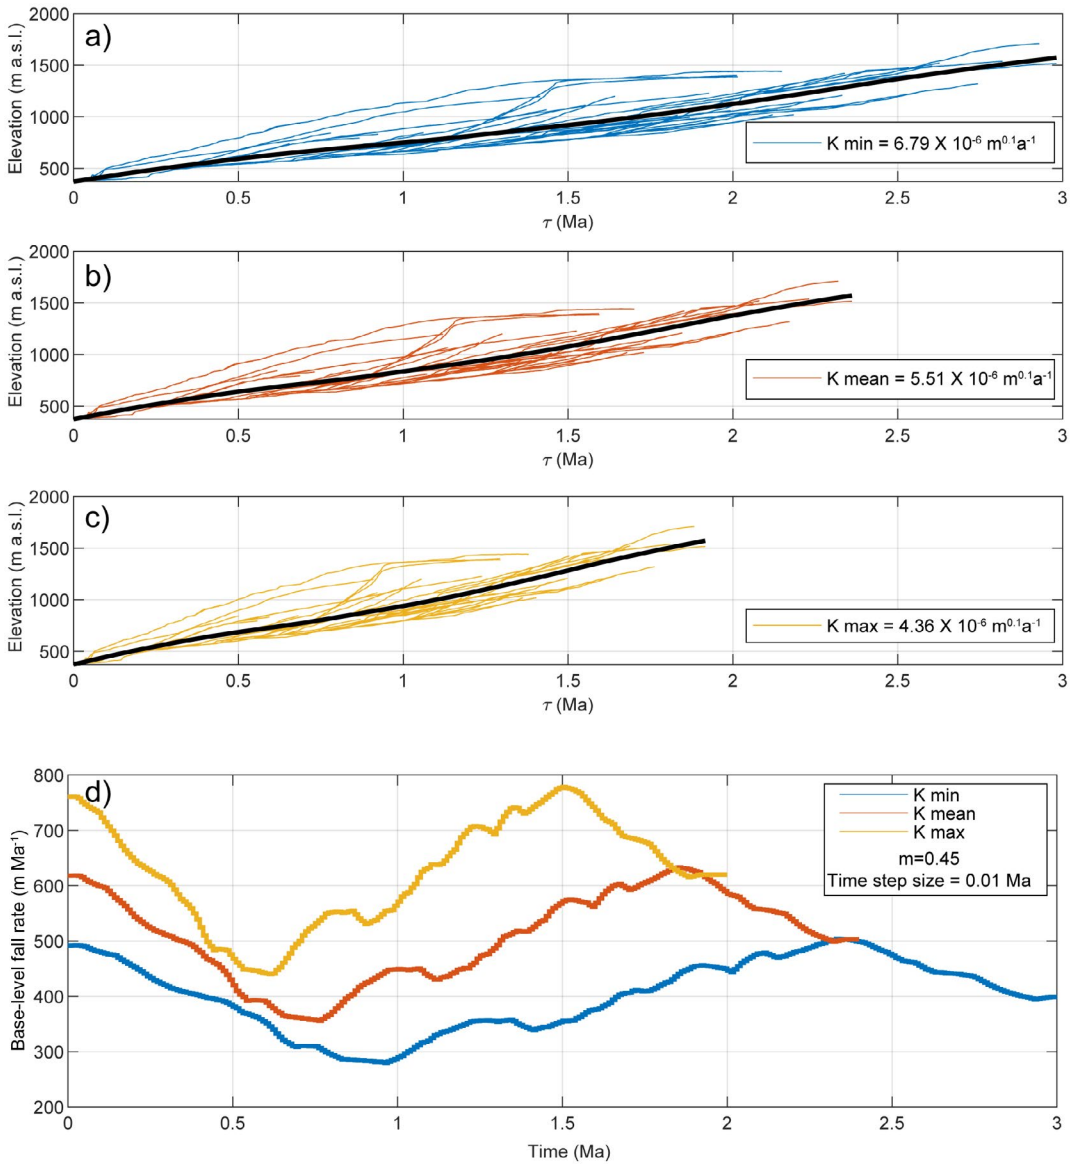 a)
Elevation (m a.s.l.)
2000
1500
1000
500
K min = 6.79 X 10⁻⁶ m⁰·¹a⁻¹
0 0.5 1 1.5 2 2.5 3
τ (Ma)
b)
Elevation (m a.s.l.)
2000
1500
1000
500
K mean = 5.51 X 10⁻⁶ m⁰·¹a⁻¹
0 0.5 1 1.5 2 2.5 3
τ (Ma)
c)
Elevation (m a.s.l.)
2000
1500
1000
500
K max = 4.36 X 10⁻⁶ m⁰·¹a⁻¹
0 0.5 1 1.5 2 2.5 3
τ (Ma)
d)
Base-level fall rate (m Ma⁻¹)
800
700
600
500
400
300
200
K min
K mean
K max
m=0.45
Time step size = 0.01 Ma
0 0.5 1 1.5 2 2.5 3
Time (Ma)